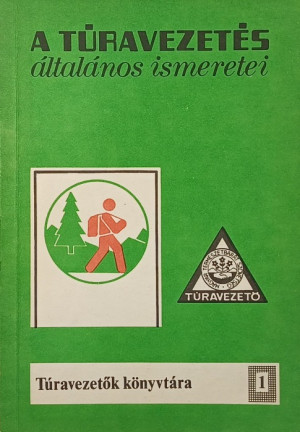 A TÚRAVEZETÉS
általános ismeretei
TÚRAVEZETŐ
Túravezetők könyvtára
1